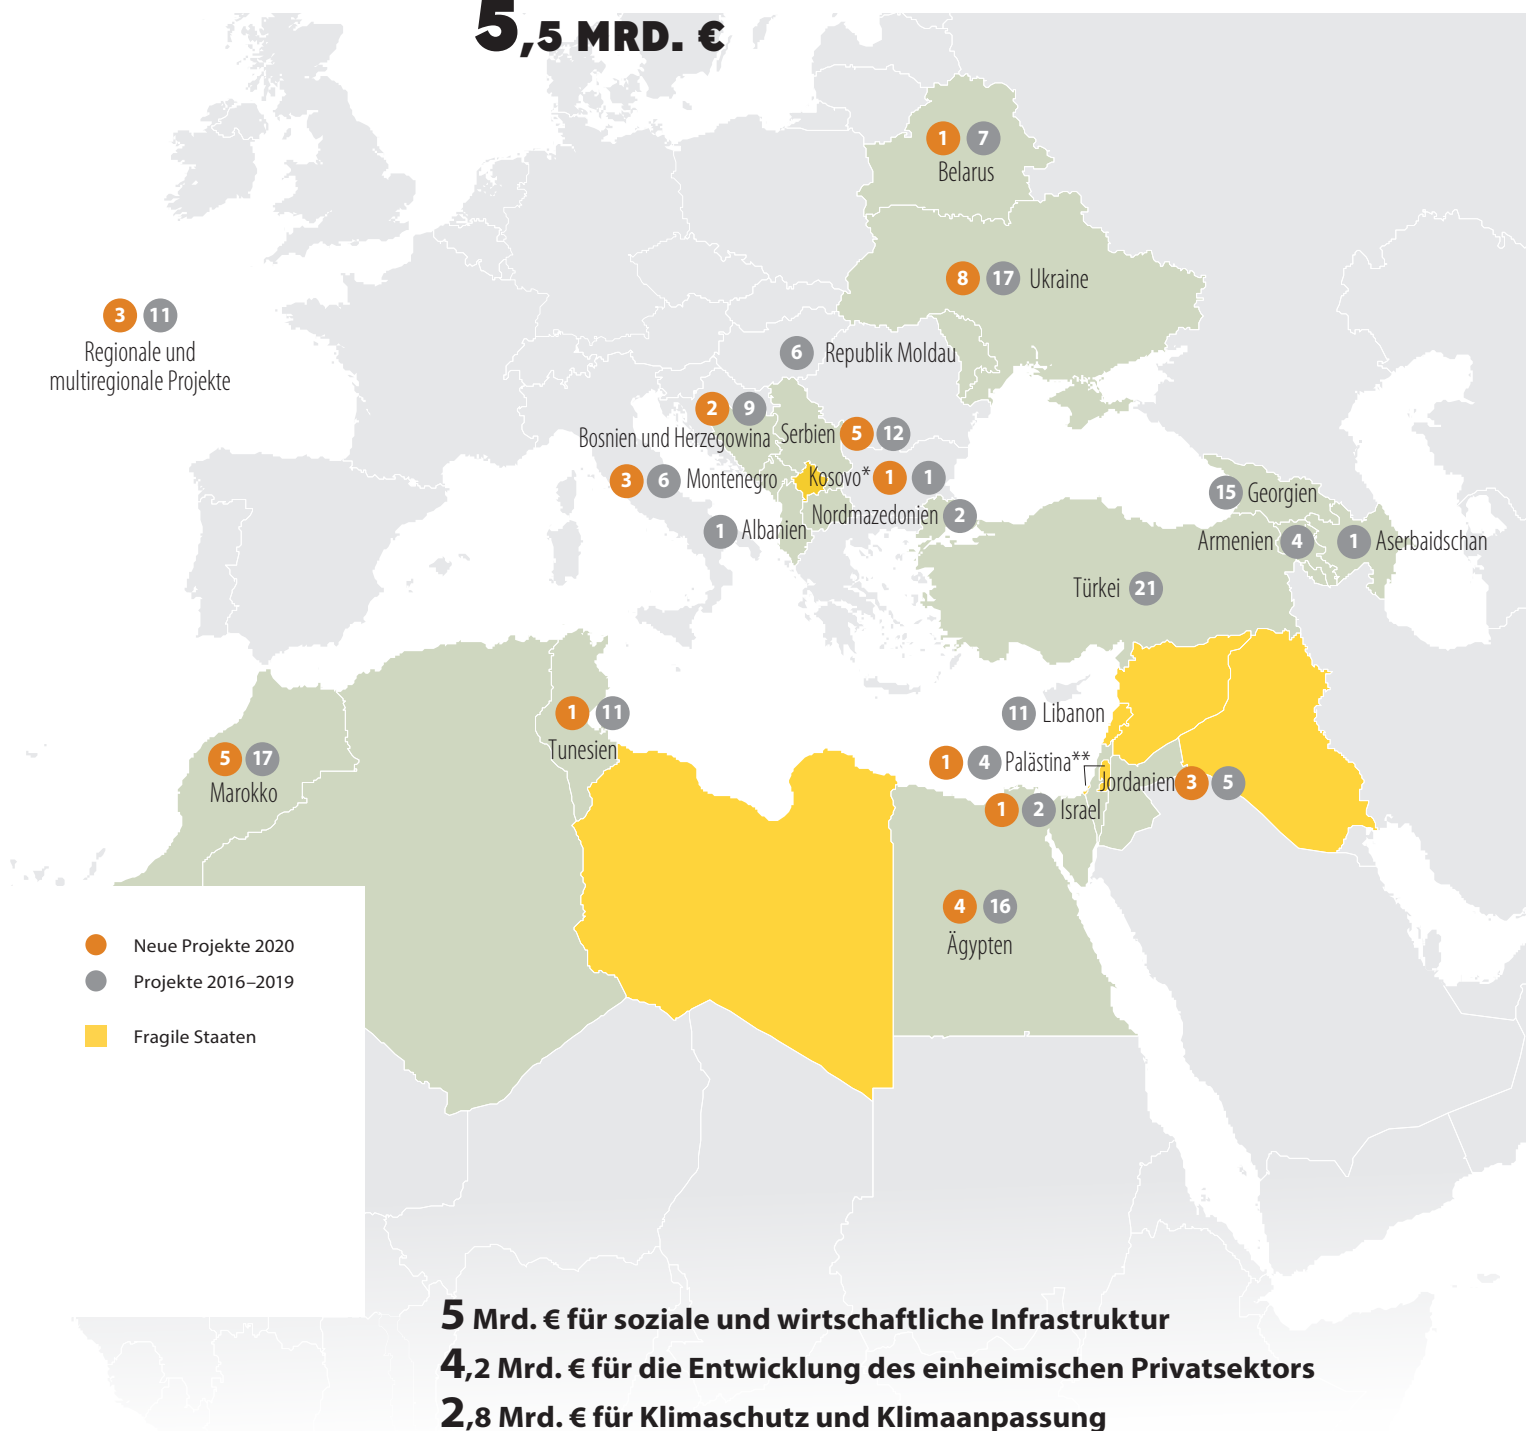 5,5 MRD. €
1 7
Belarus
8 17 Ukraine
3 11
Regionale und
multiregionale Projekte
6 Republik Moldau
2 9
Bosnien und Herzegowina
Serbien 5 12
3 6 Montenegro
Kosovo* 1 1
1 Albanien
Nordmazedonien 2
15 Georgien
Armenien 4
1 Aserbaidschan
Türkei 21
1 11
Tunesien
11 Libanon
5 17
Marokko
1 4 Palästina**
Jordanien 3 5
1 2 Israel
4 16
Ägypten
Neue Projekte 2020
Projekte 2016–2019
Fragile Staaten
5 Mrd. € für soziale und wirtschaftliche Infrastruktur
4,2 Mrd. € für die Entwicklung des einheimischen Privatsektors
2,8 Mrd. € für Klimaschutz und Klimaanpassung